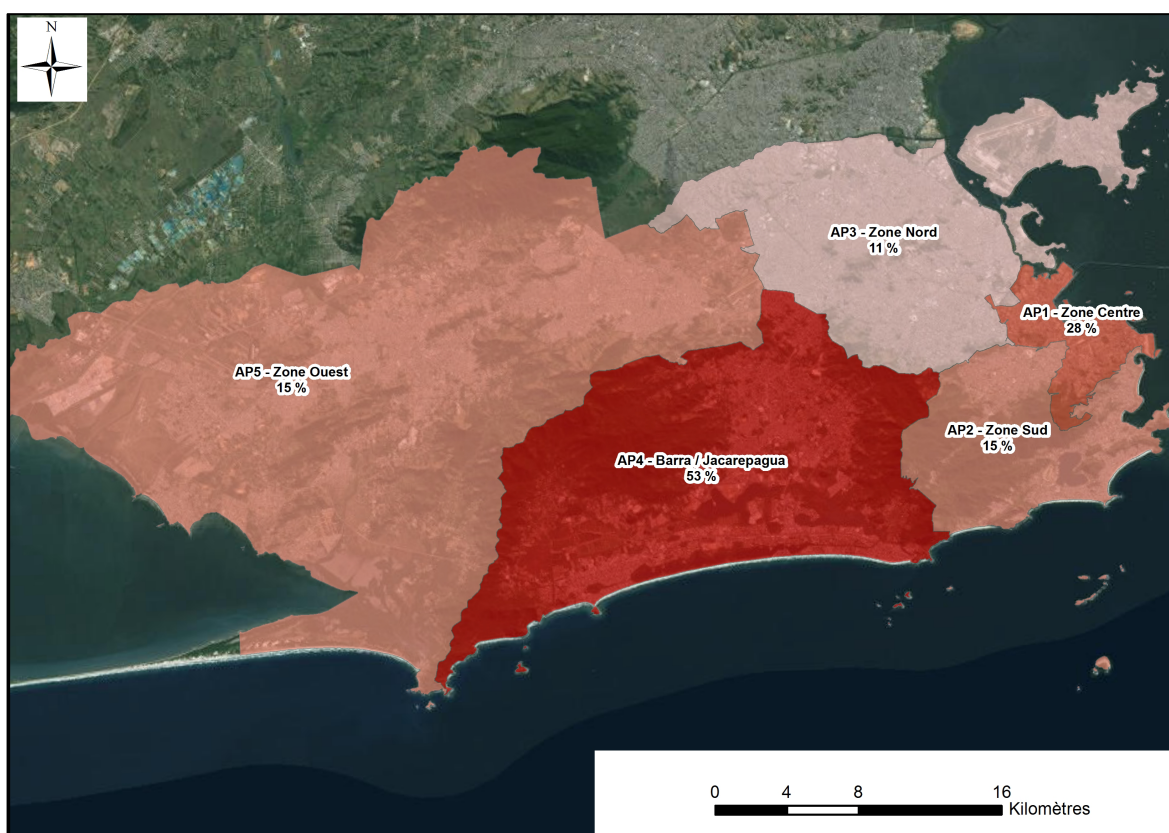 N
AP3 - Zone Nord
11 %
AP1 - Zone Centre
28 %
AP5 - Zone Ouest
15 %
AP2 - Zone Sud
15 %
AP4 - Barra / Jacarepagua
53 %
0 4 8 16
Kilomètres